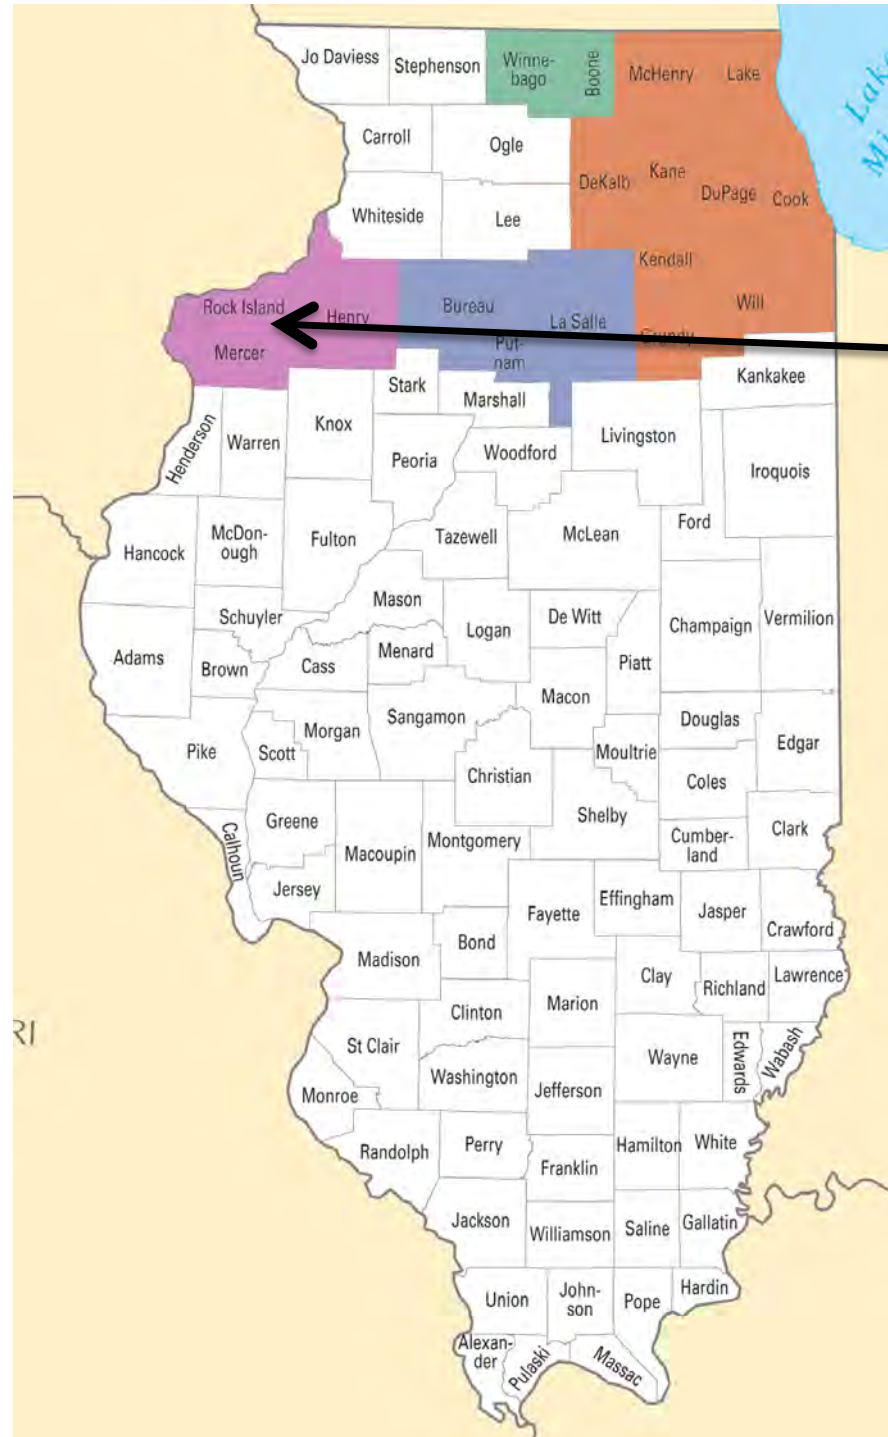 Jo Daviess
Stephenson
Winne-
bago
Boone
McHenry
Lake
Lake
Mi
Carroll
Ogle
DeKalb
Kane
DuPage
Cook
Whiteside
Lee
Kendall
Rock Island
Henry
Bureau
La Salle
Will
Grundy
Mercer
Put-
nam
Stark
Marshall
Kankakee
Henderson
Warren
Knox
Peoria
Woodford
Livingston
Iroquois
Hancock
McDon-
ough
Fulton
Tazewell
McLean
Ford
Schuyler
Mason
Logan
De Witt
Champaign
Vermilion
Adams
Brown
Cass
Menard
Piatt
Macon
Pike
Scott
Morgan
Sangamon
Christian
Moultrie
Douglas
Edgar
Coles
Shelby
Calhoun
Greene
Macoupin
Montgomery
Cumber-
land
Clark
Jersey
Fayette
Effingham
Jasper
Crawford
Madison
Bond
Clay
Richland
Lawrence
Clinton
Marion
RI
St Clair
Wayne
Edwards
Wabash
Monroe
Washington
Jefferson
Randolph
Perry
Hamilton
White
Franklin
Jackson
Williamson
Saline
Gallatin
Union
John-
son
Pope
Hardin
Alexan-
der
Pulaski
Massac